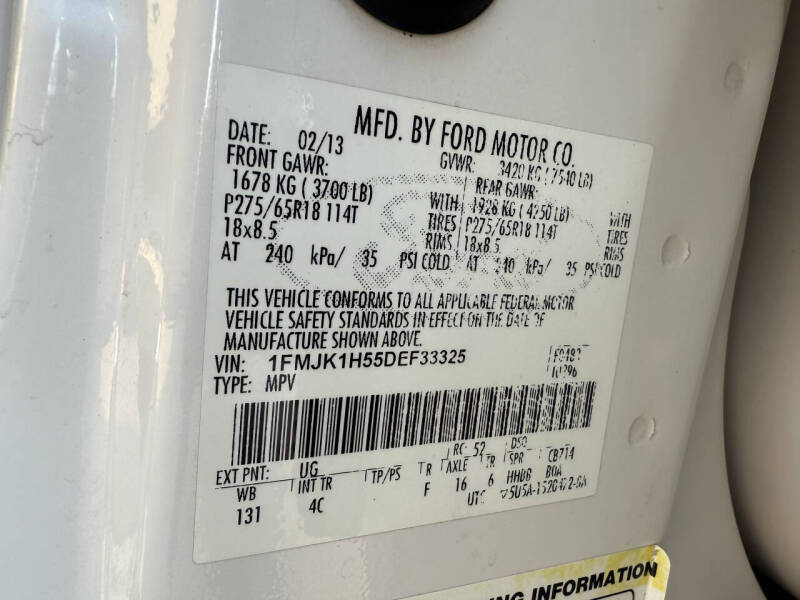 MFD. BY FORD MOTOR CO.
DATE: 02/13 GVWR: 3420 KG ( 7540 LB)
FRONT GAWR: REAR GAWR:
1678 KG ( 3700 LB) WITH 1928 KG ( 4250 LB) WITH
P275/65R18 114T TIRES P275/65R18 114T TIRES
18x8.5 RIMS 18x8.5 RIMS
AT 240 kPa/ 35 PSI COLD AT 240 kPa/ 35 PSI COLD
THIS VEHICLE CONFORMS TO ALL APPLICABLE FEDERAL MOTOR
VEHICLE SAFETY STANDARDS IN EFFECT ON THE DATE OF
MANUFACTURE SHOWN ABOVE.
VIN: 1FMJK1H55DEF33325
TYPE: MPV
RC: 52 DSO
EXT PNT: UG AXLE TR SPR CB714
WB INT TR TP/PS R 16 6 HHDB BOA
131 4C F UTC
ING INFORMATION